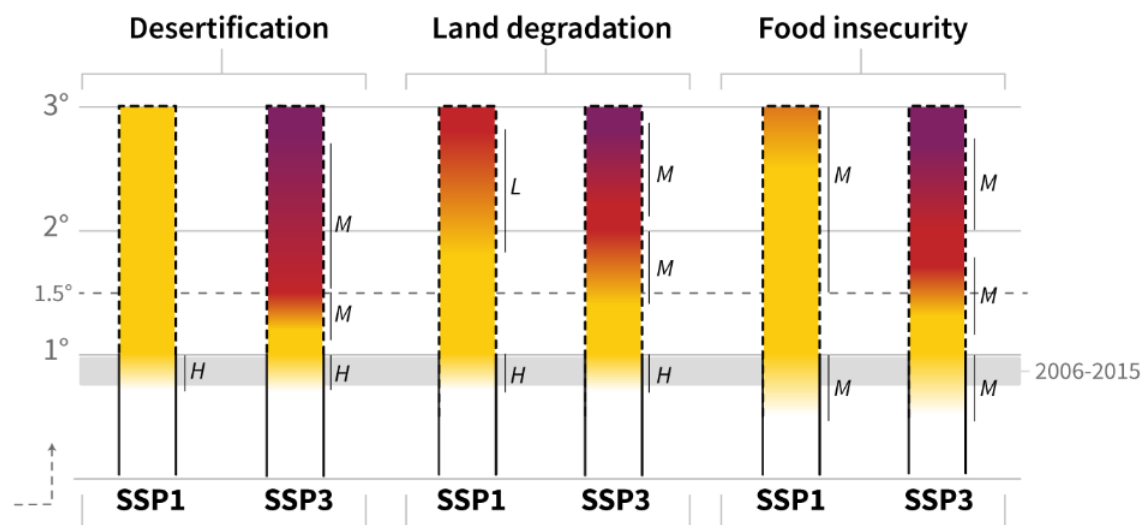 Desertification Land degradation Food insecurity
3°
M M M M
L
2°
M
M
1.5°
M M
M
1°
H H H H M M
2006-2015
SSP1 SSP3 SSP1 SSP3 SSP1 SSP3